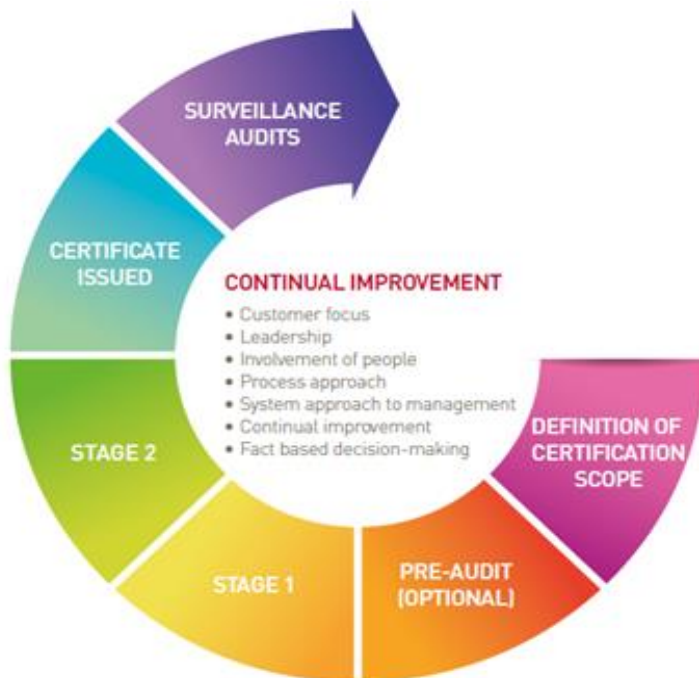 SURVEILLANCE
AUDITS
CERTIFICATE
ISSUED
CONTINUAL IMPROVEMENT
• Customer focus
• Leadership
• Involvement of people
• Process approach
• System approach to management
• Continual improvement
• Fact based decision-making
DEFINITION OF
CERTIFICATION
SCOPE
STAGE 2
STAGE 1
PRE-AUDIT
(OPTIONAL)